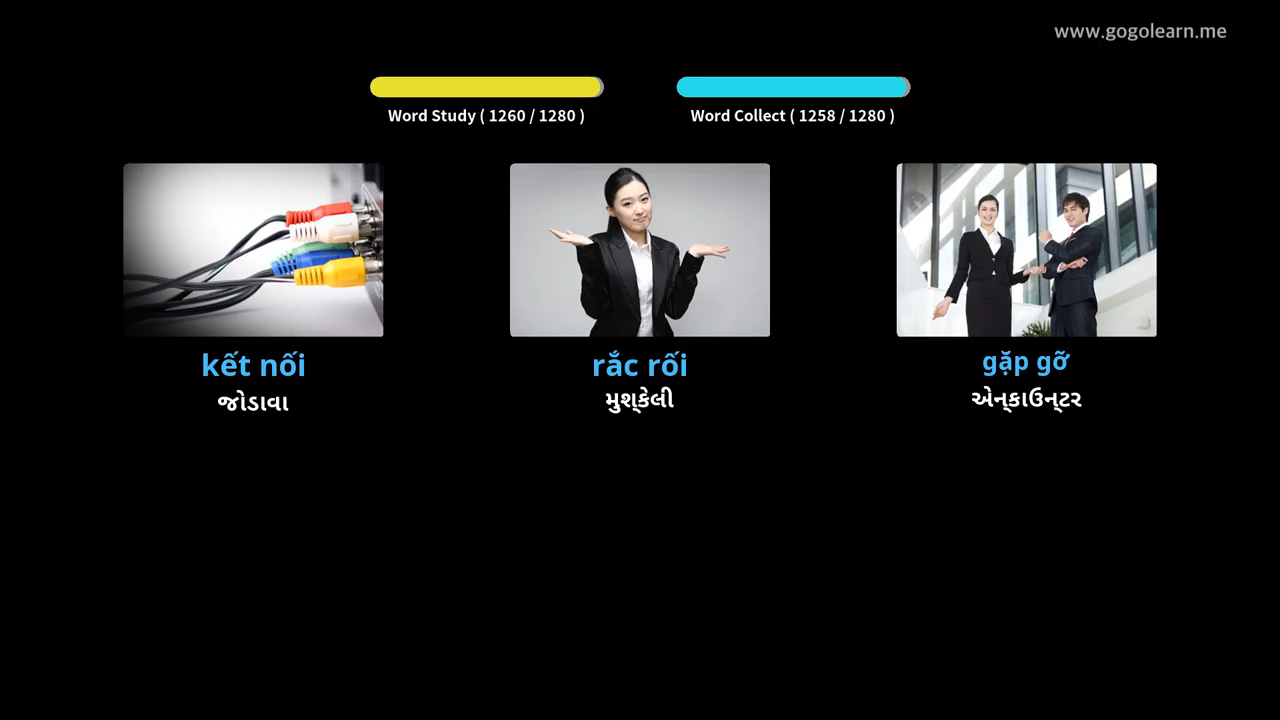 www.gogolearn.me
Word Study ( 1260 / 1280 )
Word Collect ( 1258 / 1280 )
kết nối
rắc rối
gặp gỡ
જોડાવા
મુશ્કેલી
એન્કાઉન્ટર